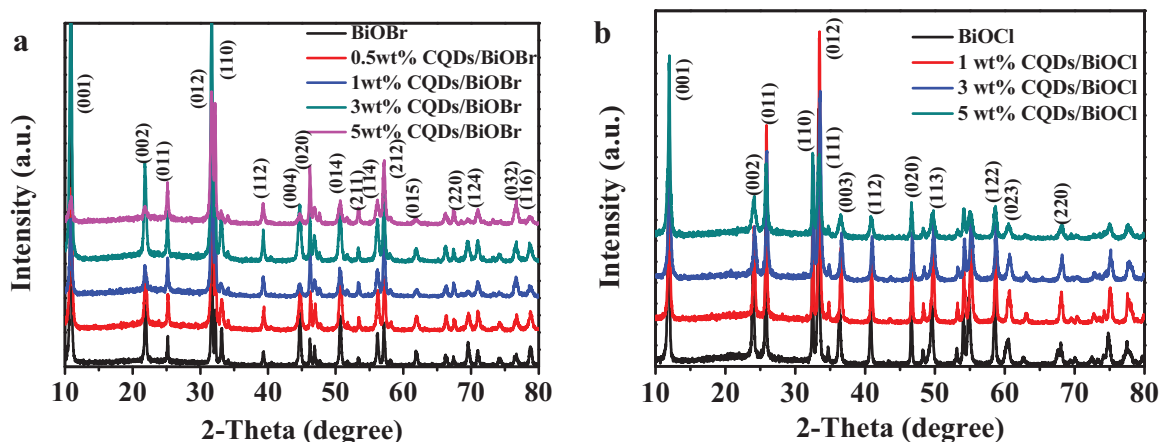 a
BiOBr
0.5wt% CQDs/BiOBr
1wt% CQDs/BiOBr
3wt% CQDs/BiOBr
5wt% CQDs/BiOBr
(001)
(002)
(011)
(012)
(110)
(112)
(004)
(020)
(014)
(211)
(114)
(212)
(015)
(220)
(124)
(032)
(116)
Intensity (a.u.)
10 20 30 40 50 60 70 80
2-Theta (degree)
b
BiOCl
1 wt% CQDs/BiOCl
3 wt% CQDs/BiOCl
5 wt% CQDs/BiOCl
(001)
(002)
(011)
(110)
(012)
(111)
(003)
(112)
(020)
(113)
(122)
(023)
(220)
Intensity (a.u.)
10 20 30 40 50 60 70 80
2-Theta (degree)